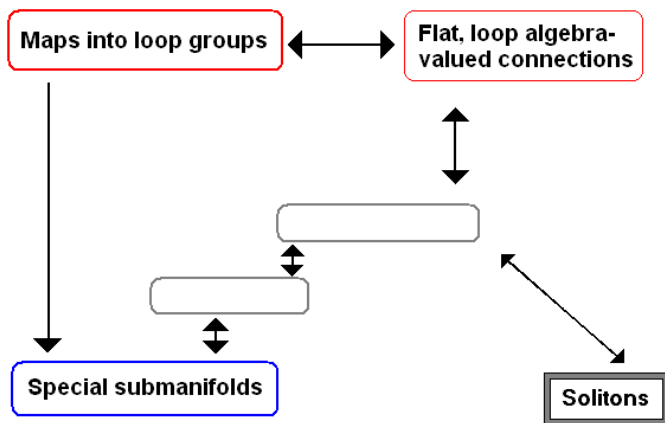 Maps into loop groups
Flat, loop algebra-
valued connections
Special submanifolds
Solitons